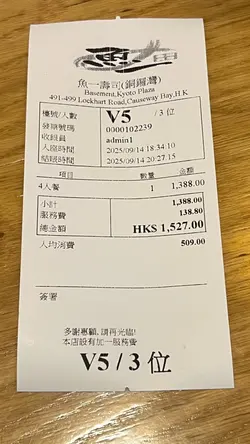 魚一壽司(銅鑼灣)
Basement,Kyoto Plaza
491-499 Lockhart Road,Causeway Bay,H.K
檯號/人數 V5 / 3 位
發票號碼 0000102239
收銀員 admin1
入座時間 2025/09/14 18:34:10
結賬時間 2025/09/14 20:27:15
項目 數量 金額
4人餐 1 1,388.00
小計 1,388.00
服務費 138.80
總金額 HK$ 1,527.00
人均消費 509.00
簽署
多謝惠顧, 請再光臨!
本店設有加一服務費
V5 / 3 位